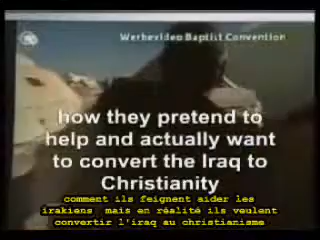 Werbevideo Baptist Convention
how they pretend to
help and actually want
to convert the Iraq to
Christianity
comment ils feignent aider les
irakiens mais en réalité ils veulent
convertir l'iraq au christianisme